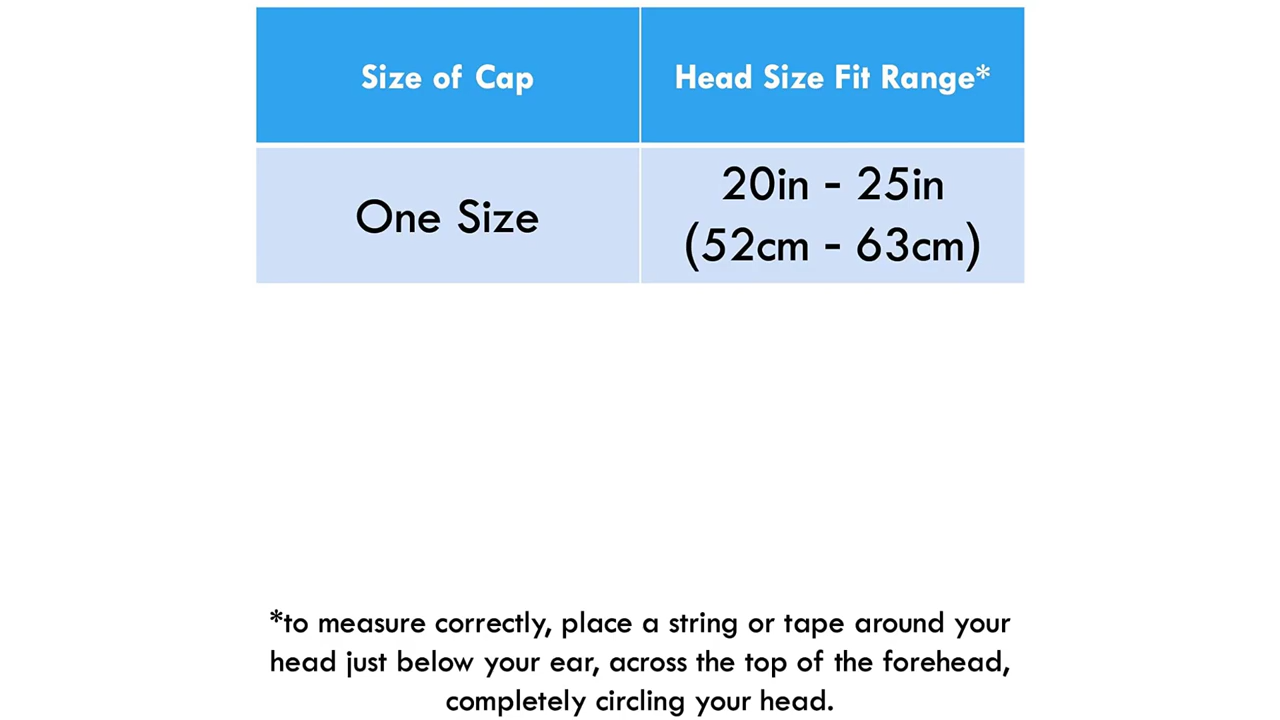 Size of Cap
Head Size Fit Range*
One Size
20in - 25in
(52cm - 63cm)
*to measure correctly, place a string or tape around your
head just below your ear, across the top of the forehead,
completely circling your head.